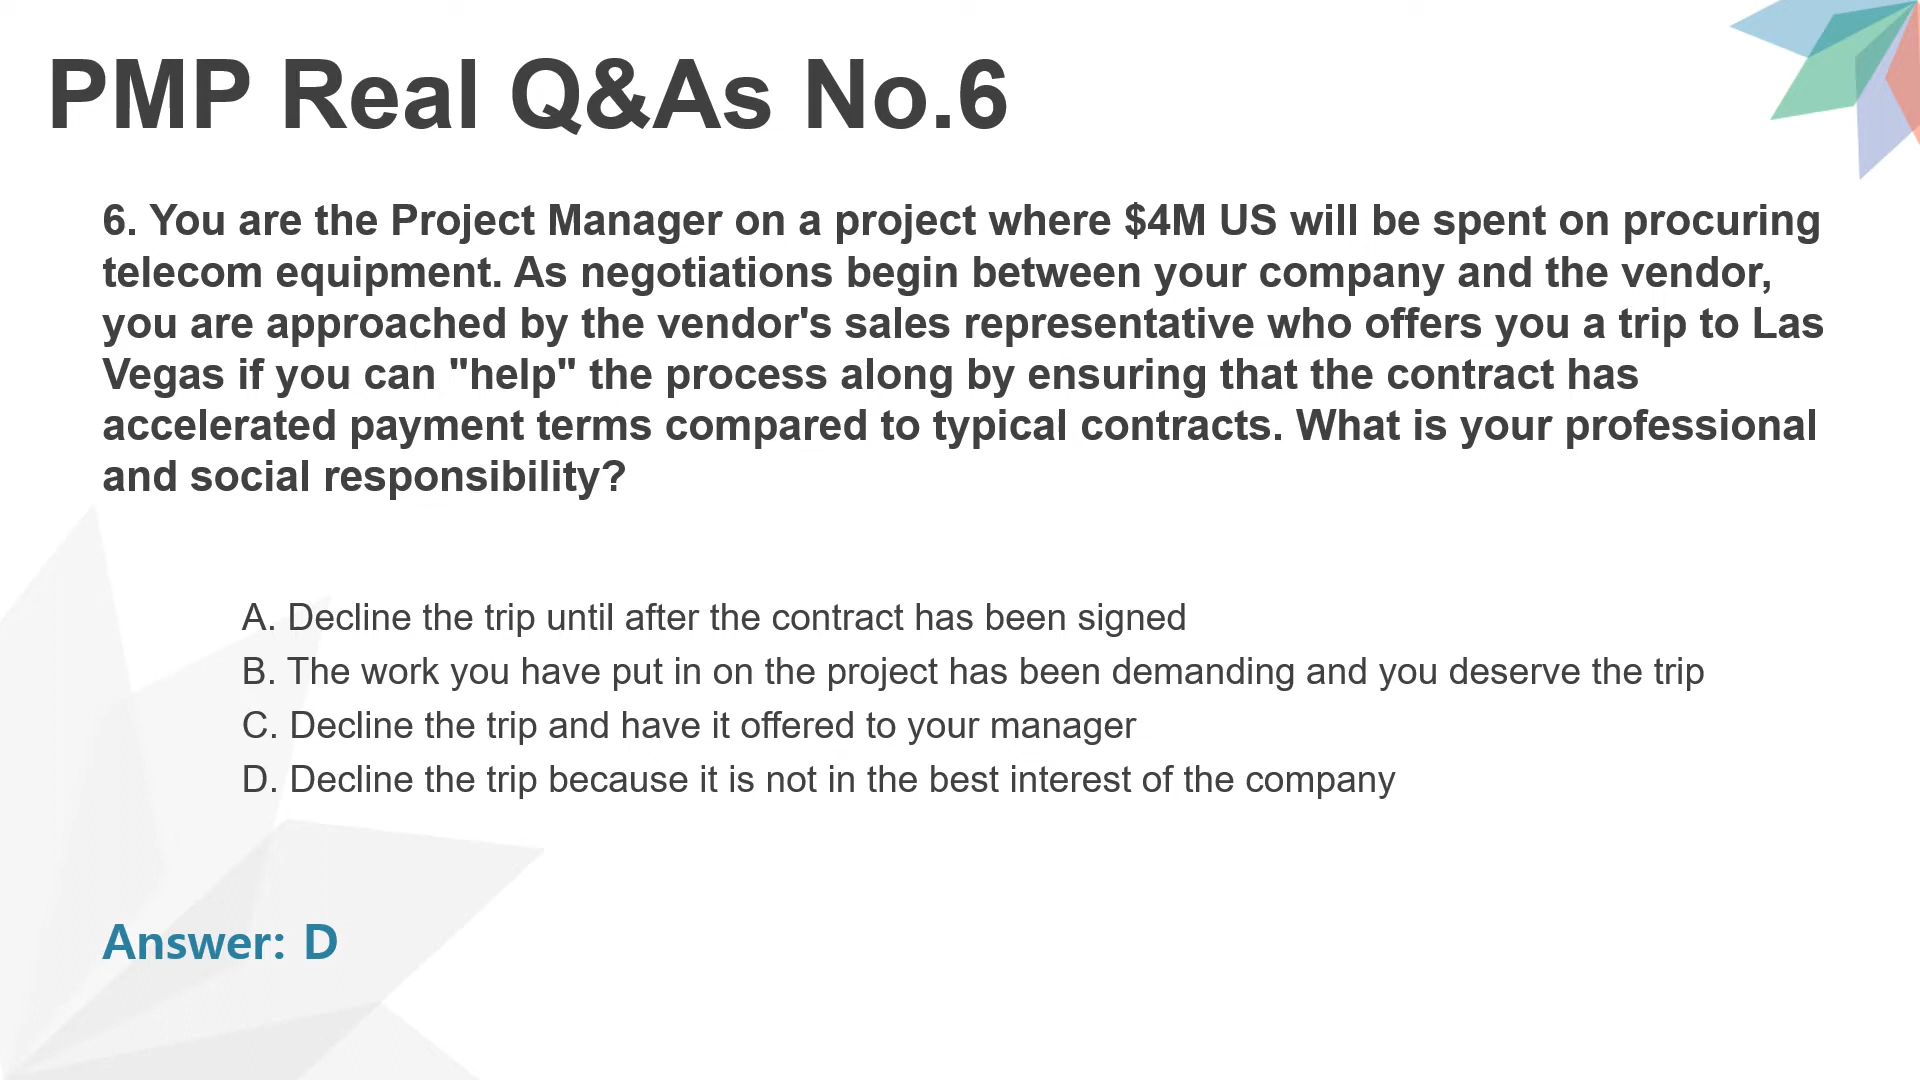 PMP Real Q&As No.6
6. You are the Project Manager on a project where $4M US will be spent on procuring
telecom equipment. As negotiations begin between your company and the vendor,
you are approached by the vendor's sales representative who offers you a trip to Las
Vegas if you can "help" the process along by ensuring that the contract has
accelerated payment terms compared to typical contracts. What is your professional
and social responsibility?
A. Decline the trip until after the contract has been signed
B. The work you have put in on the project has been demanding and you deserve the trip
C. Decline the trip and have it offered to your manager
D. Decline the trip because it is not in the best interest of the company
Answer: D